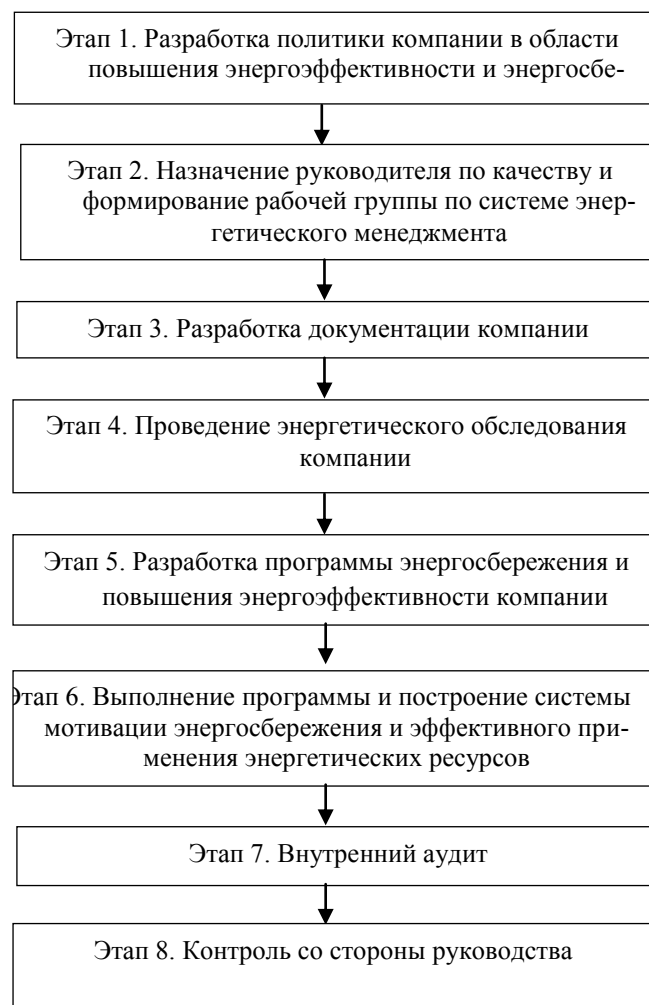 Этап 1. Разработка политики компании в области
повышения энергоэффективности и энергосбе-
Этап 2. Назначение руководителя по качеству и
формирование рабочей группы по системе энер-
гетического менеджмента
Этап 3. Разработка документации компании
Этап 4. Проведение энергетического обследования
компании
Этап 5. Разработка программы энергосбережения и
повышения энергоэффективности компании
Этап 6. Выполнение программы и построение системы
мотивации энергосбережения и эффективного при-
менения энергетических ресурсов
Этап 7. Внутренний аудит
Этап 8. Контроль со стороны руководства